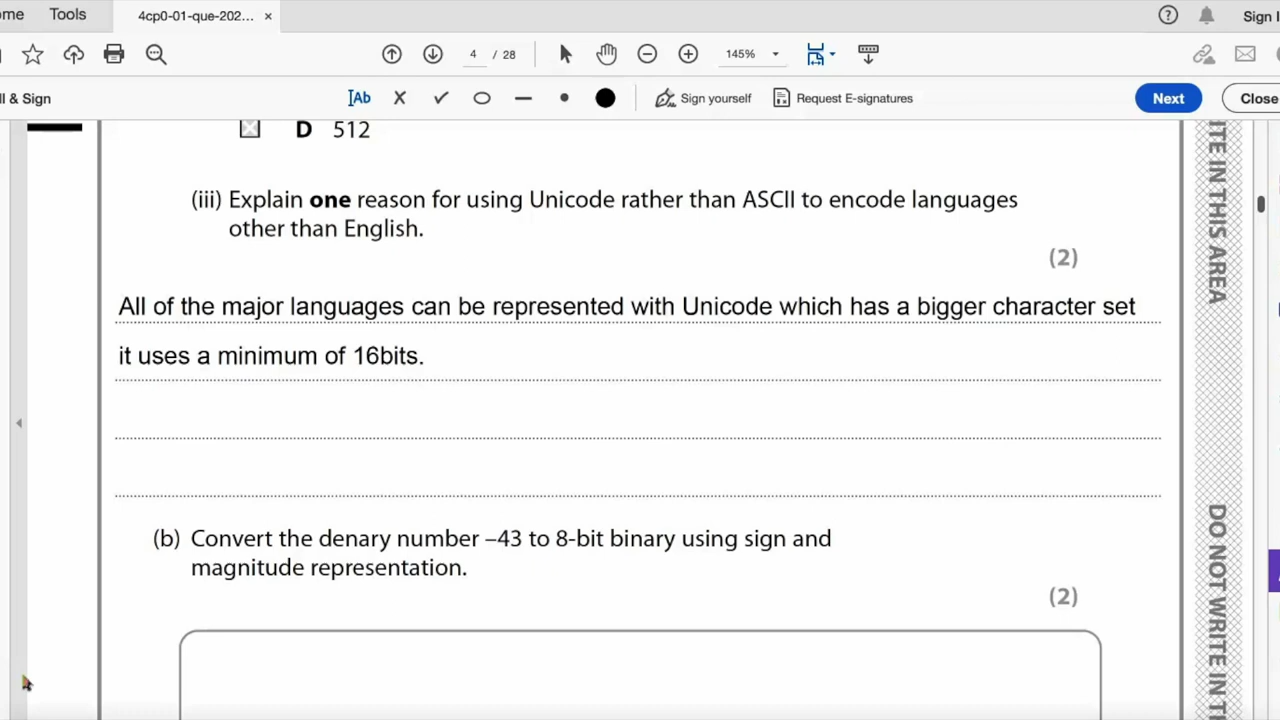 ome Tools 4cp0-01-que-202... × Sign I
4 / 28 145%
ll & Sign Ab Sign yourself Request E-signatures Next Close
D 512
(iii) Explain one reason for using Unicode rather than ASCII to encode languages
other than English.
(2)
All of the major languages can be represented with Unicode which has a bigger character set
it uses a minimum of 16bits.
(b) Convert the denary number –43 to 8-bit binary using sign and
magnitude representation.
(2)
ITE IN THIS AREA
DO NOT WRITE IN T